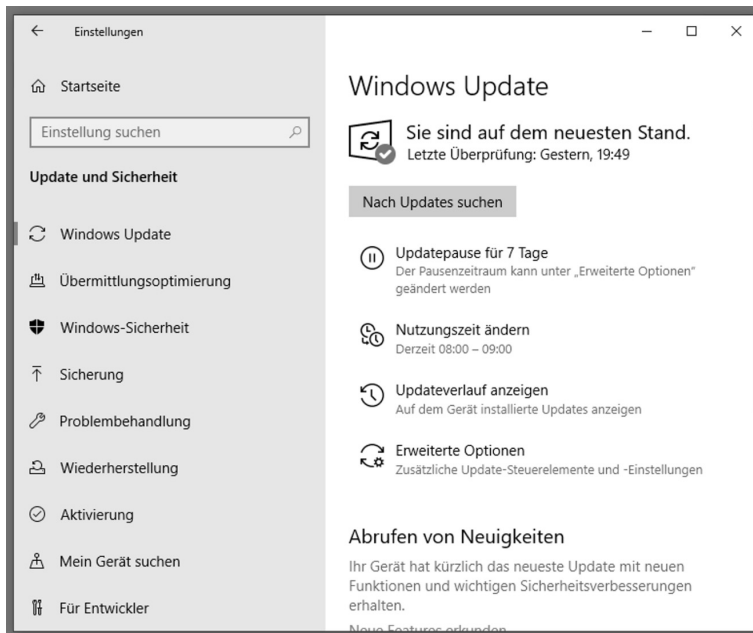 Einstellungen
Startseite
Einstellung suchen
Update und Sicherheit
Windows Update
Übermittlungsoptimierung
Windows-Sicherheit
Sicherung
Problembehandlung
Wiederherstellung
Aktivierung
Mein Gerät suchen
Für Entwickler
Windows Update
Sie sind auf dem neuesten Stand.
Letzte Überprüfung: Gestern, 19:49
Nach Updates suchen
Updatepause für 7 Tage
Der Pausenzeitraum kann unter „Erweiterte Optionen“
geändert werden
Nutzungszeit ändern
Derzeit 08:00 – 09:00
Updateverlauf anzeigen
Auf dem Gerät installierte Updates anzeigen
Erweiterte Optionen
Zusätzliche Update-Steuerelemente und -Einstellungen
Abrufen von Neuigkeiten
Ihr Gerät hat kürzlich das neueste Update mit neuen
Funktionen und wichtigen Sicherheitsverbesserungen
erhalten.
Neue Features erkunden